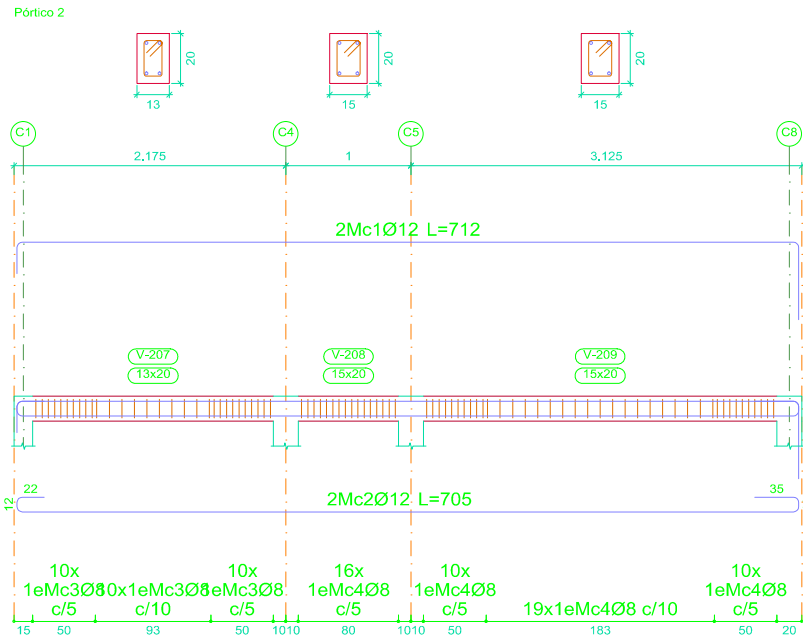 Pórtico 2
20
20
20
13
15
15
C1
C4
C5
C8
2.175
1
3.125
2Mc1Ø12 L=712
V-207
V-208
V-209
13x20
15x20
15x20
22
35
12
2Mc2Ø12 L=705
10x
1eMc3Ø8
c/5
10x1eMc3Ø8
c/10
10x
1eMc3Ø8
c/5
16x
1eMc4Ø8
c/5
10x
1eMc4Ø8
c/5
19x1eMc4Ø8 c/10
10x
1eMc4Ø8
c/5
15
50
93
50
10
10
80
10
10
50
183
50
20